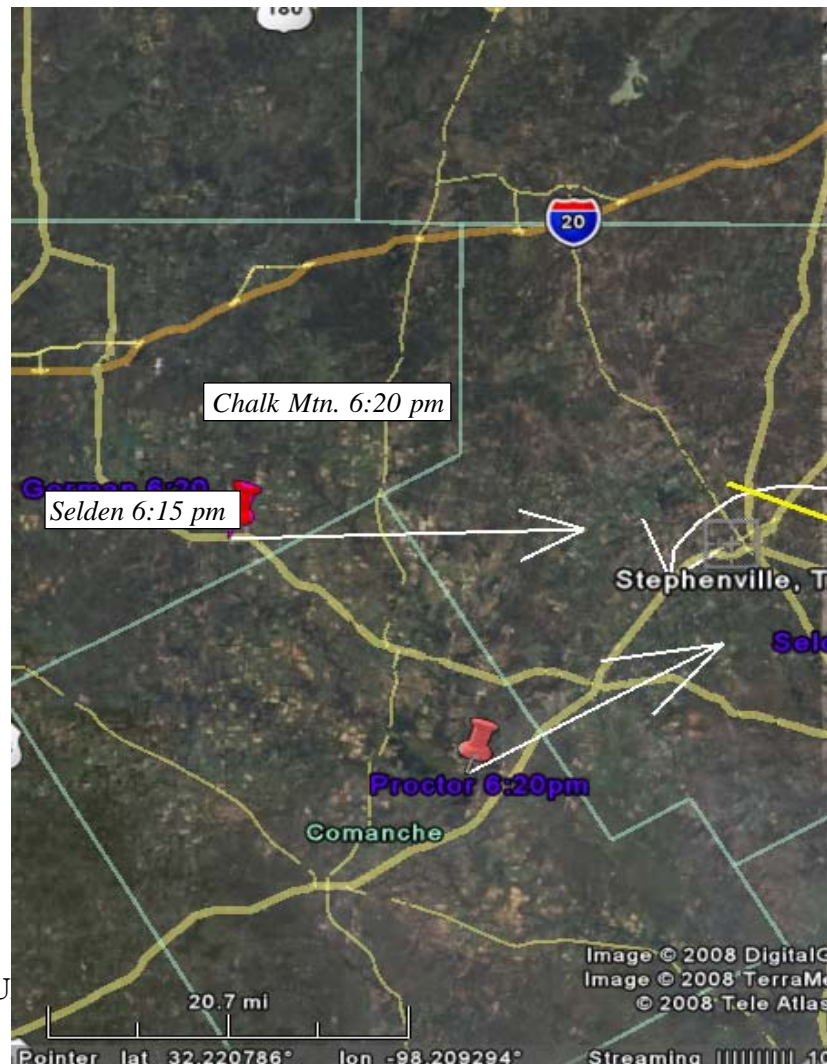 180
20
Chalk Mtn. 6:20 pm
Gorman 6:20
Selden 6:15 pm
Stephenville, T
Seld
Proctor 6:20pm
Comanche
U
Image © 2008 DigitalG
Image © 2008 TerraMe
© 2008 Tele Atlas
20.7 mi
Pointer lat 32.220786° lon -98.209294° Streaming